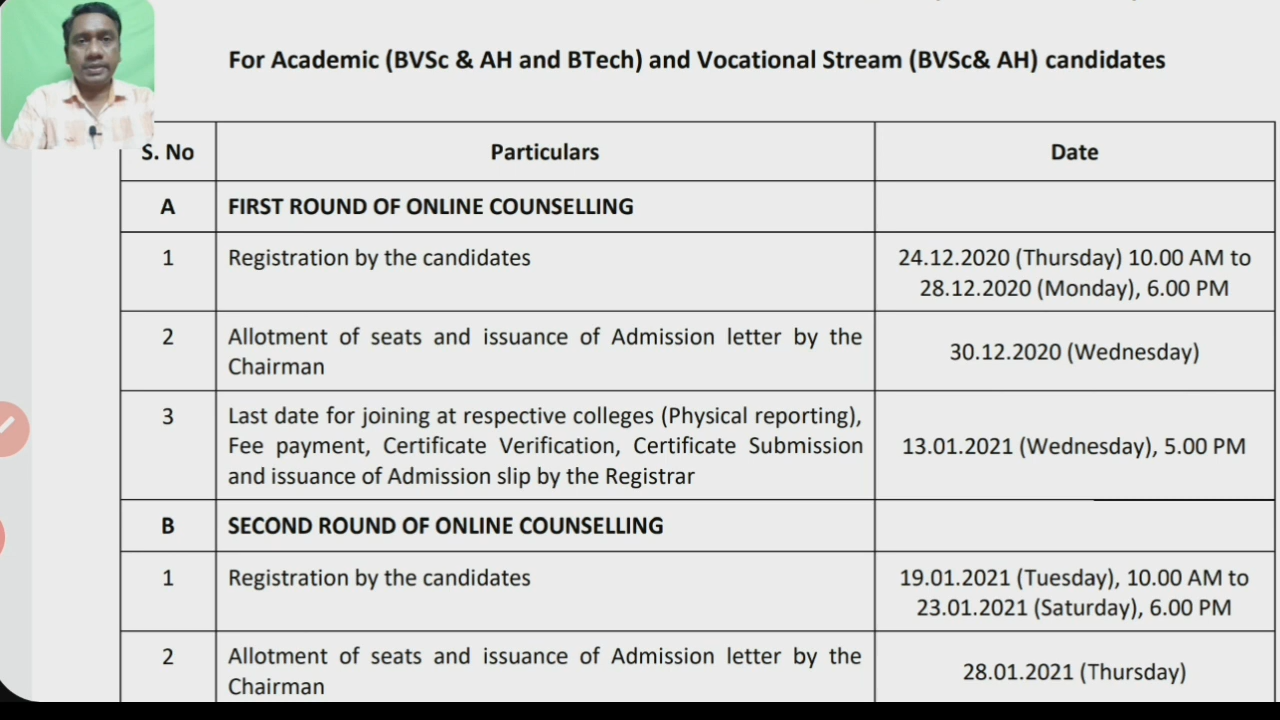 For Academic (BVSc & AH and BTech) and Vocational Stream (BVSc& AH) candidates
S. No Particulars Date
A FIRST ROUND OF ONLINE COUNSELLING
1 Registration by the candidates 24.12.2020 (Thursday) 10.00 AM to
28.12.2020 (Monday), 6.00 PM
2 Allotment of seats and issuance of Admission letter by the
Chairman
30.12.2020 (Wednesday)
3 Last date for joining at respective colleges (Physical reporting),
Fee payment, Certificate Verification, Certificate Submission
and issuance of Admission slip by the Registrar
13.01.2021 (Wednesday), 5.00 PM
B SECOND ROUND OF ONLINE COUNSELLING
1 Registration by the candidates 19.01.2021 (Tuesday), 10.00 AM to
23.01.2021 (Saturday), 6.00 PM
2 Allotment of seats and issuance of Admission letter by the
Chairman
28.01.2021 (Thursday)